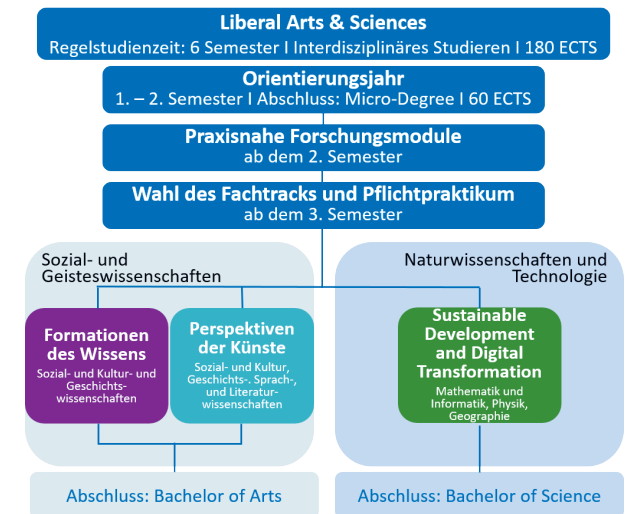 Liberal Arts & Sciences
Regelstudienzeit: 6 Semester I Interdisziplinäres Studieren I 180 ECTS
Orientierungsjahr
1. – 2. Semester I Abschluss: Micro-Degree I 60 ECTS
Praxisnahe Forschungsmodule
ab dem 2. Semester
Wahl des Fachtracks und Pflichtpraktikum
ab dem 3. Semester
Sozial- und
Geisteswissenschaften
Naturwissenschaften und
Technologie
Formationen
des Wissens
Sozial- und Kultur- und
Geschichts-
wissenschaften
Perspektiven
der Künste
Sozial- und Kultur,
Geschichts-. Sprach-,
und Literatur-
wissenschaften
Sustainable
Development
and Digital
Transformation
Mathematik und
Informatik, Physik,
Geographie
Abschluss: Bachelor of Arts
Abschluss: Bachelor of Science